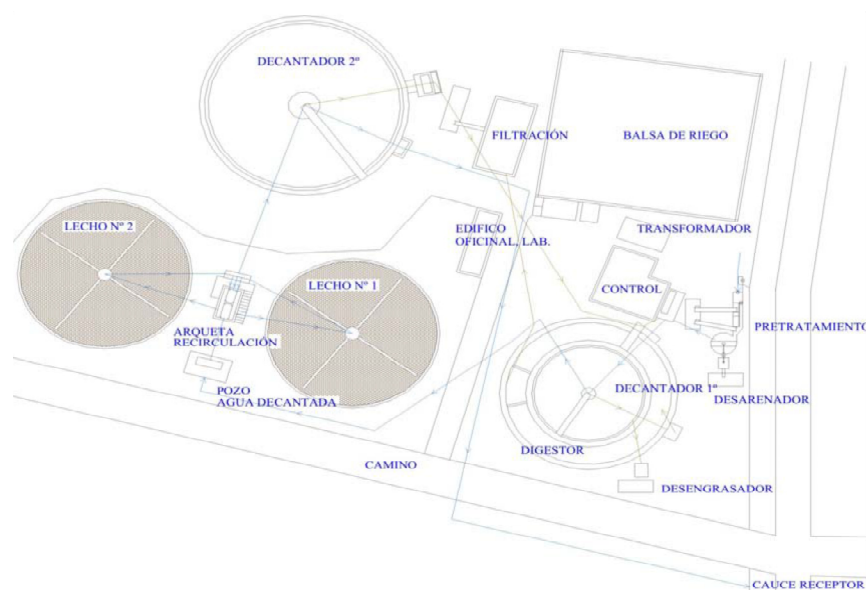 DECANTADOR 2º
FILTRACIÓN
BALSA DE RIEGO
LECHO Nº 2
EDIFICO
OFICINAL, LAB.
TRANSFORMADOR
LECHO Nº 1
CONTROL
ARQUETA
RECIRCULACIÓN
PRETRATAMIENTO
POZO
AGUA DECANTADA
DECANTADOR 1º
DESARENADOR
DIGESTOR
CAMINO
DESENGRASADOR
CAUCE RECEPTOR